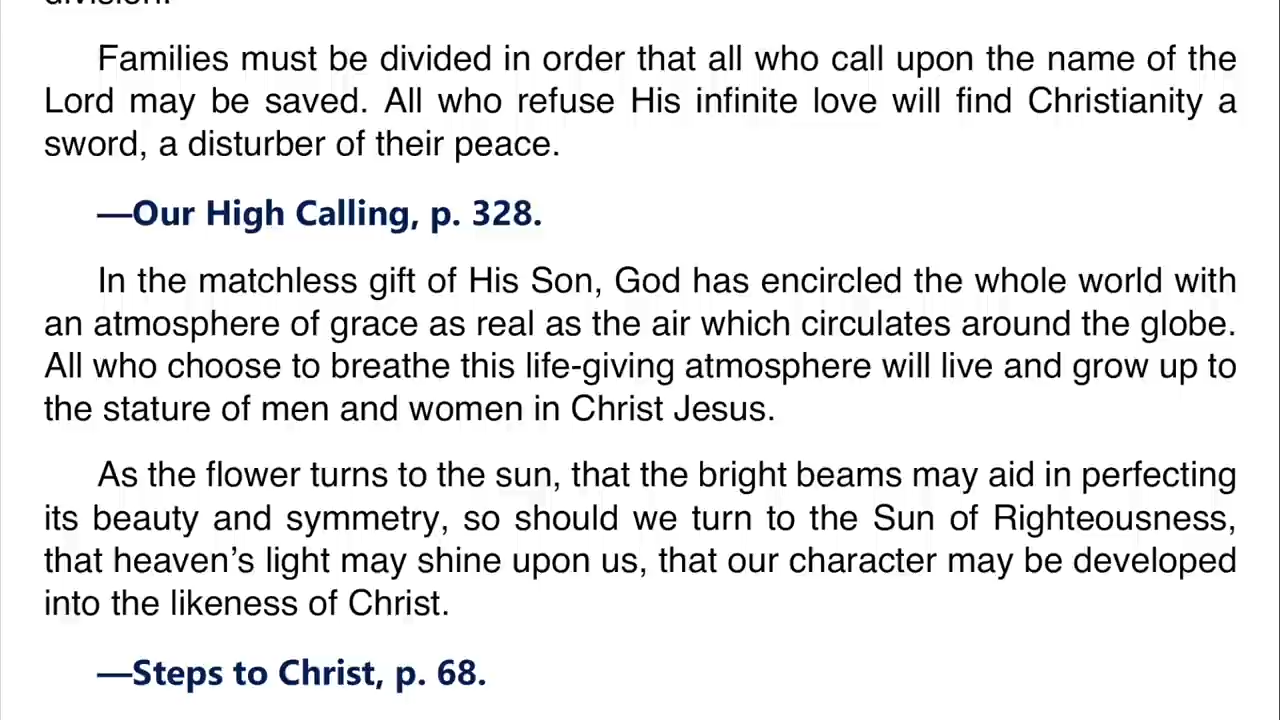 division.
Families must be divided in order that all who call upon the name of the
Lord may be saved. All who refuse His infinite love will find Christianity a
sword, a disturber of their peace.
—Our High Calling, p. 328.
In the matchless gift of His Son, God has encircled the whole world with
an atmosphere of grace as real as the air which circulates around the globe.
All who choose to breathe this life-giving atmosphere will live and grow up to
the stature of men and women in Christ Jesus.
As the flower turns to the sun, that the bright beams may aid in perfecting
its beauty and symmetry, so should we turn to the Sun of Righteousness,
that heaven’s light may shine upon us, that our character may be developed
into the likeness of Christ.
—Steps to Christ, p. 68.